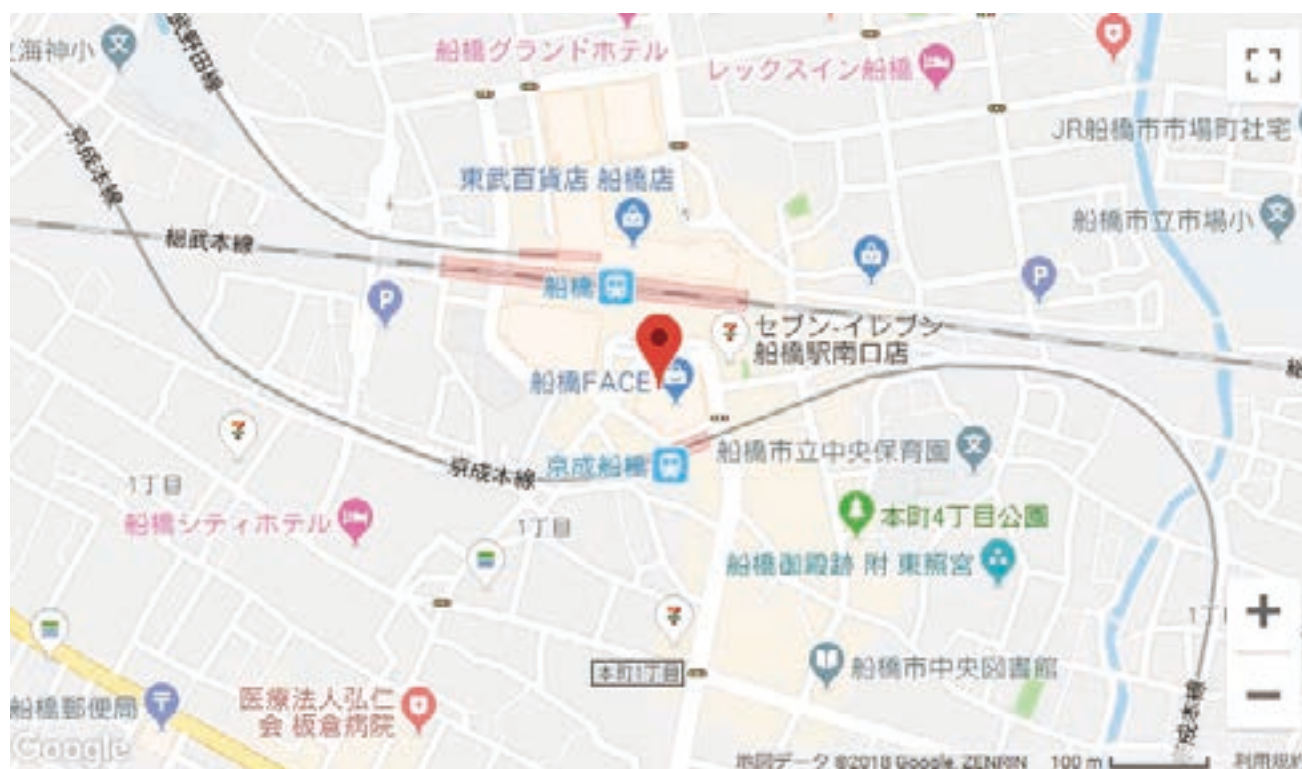 船橋グランドホテル
海神小
レックスイン船橋
京成本線
JR船橋市市場町社宅
東武百貨店 船橋店
船橋市立市場小
総武本線
P
P
船橋
セブン-イレブン
船橋駅南口店
船橋FACE
京成船橋
船橋市立中央保育園
京成本線
1丁目
船橋シティホテル
1丁目
本町4丁目公園
船橋御殿跡 附 東照宮
本町1丁目
船橋市中央図書館
船橋郵便局
医療法人弘仁
会 板倉病院
Google
地図データ ©2018 Google, ZENRIN
100 m
利用規約